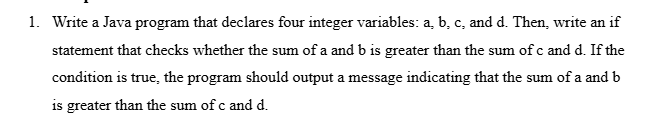 1. Write a Java program that declares four integer variables: a, b, c, and d. Then, write an if
statement that checks whether the sum of a and b is greater than the sum of c and d. If the
condition is true, the program should output a message indicating that the sum of a and b
is greater than the sum of c and d.